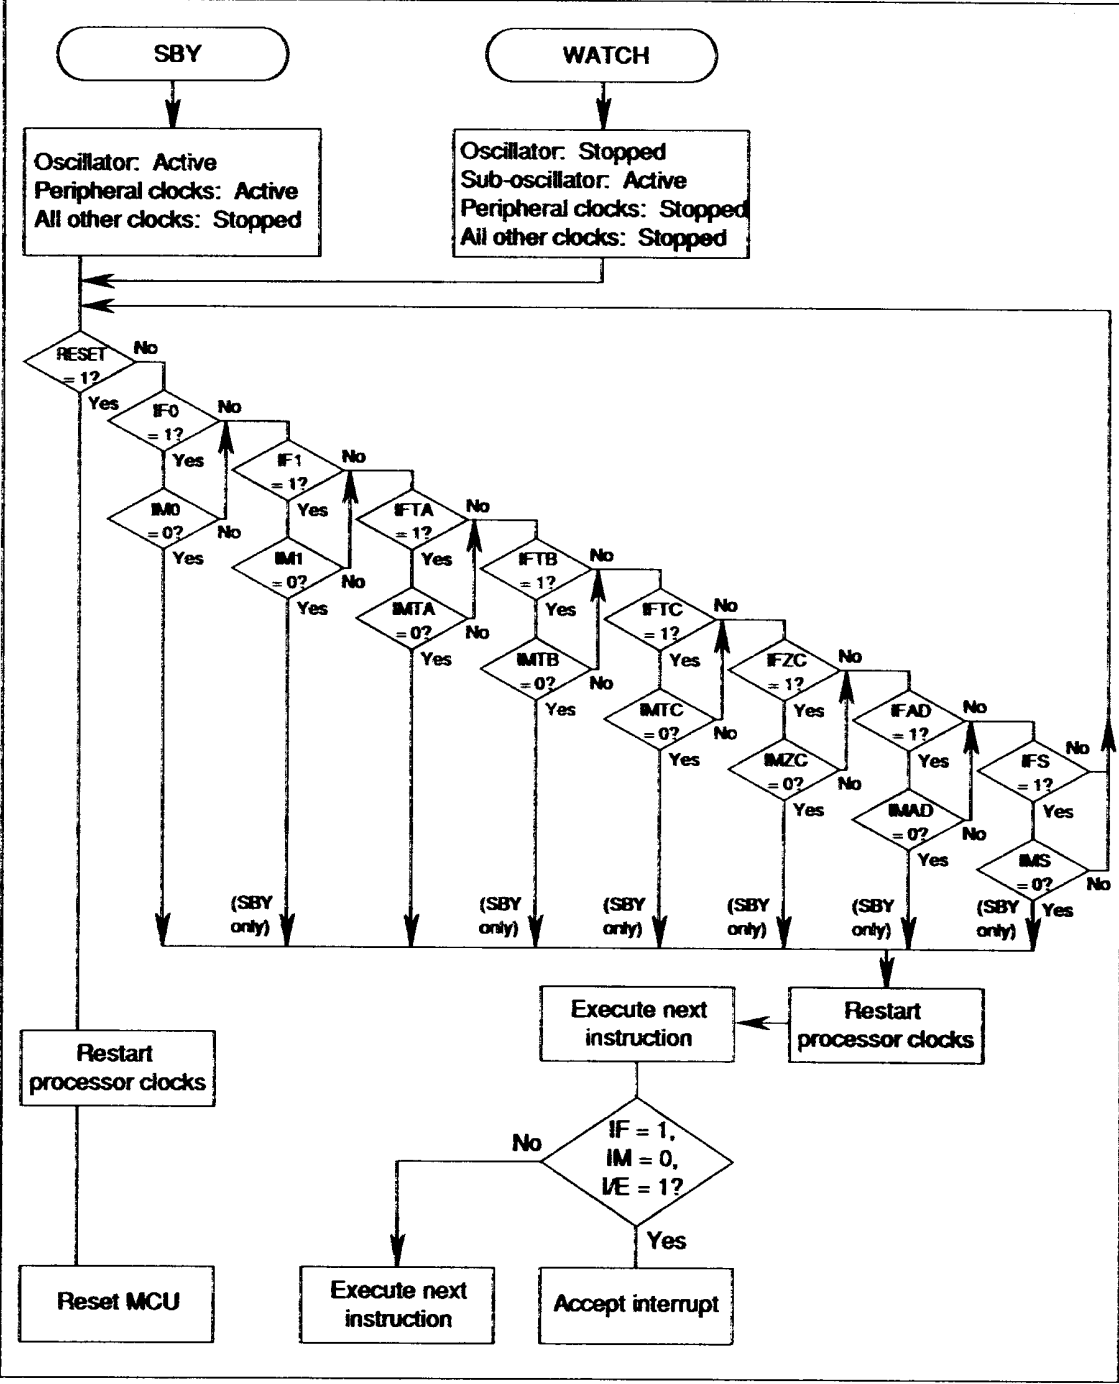 SBY
WATCH
Oscillator: Active
Peripheral clocks: Active
All other clocks: Stopped
Oscillator: Stopped
Sub-oscillator: Active
Peripheral clocks: Stopped
All other clocks: Stopped
RESET
= 1?
No
Yes
IF0
= 1?
No
Yes
IM0
= 0?
No
Yes
IF1
= 1?
No
Yes
IM1
= 0?
No
Yes
IFTA
= 1?
No
Yes
IMTA
= 0?
No
Yes
IFTB
= 1?
No
Yes
IMTB
= 0?
No
Yes
IFTC
= 1?
No
Yes
IMTC
= 0?
No
Yes
IFZC
= 1?
No
Yes
IMZC
= 0?
No
Yes
IFAD
= 1?
No
Yes
IMAD
= 0?
No
Yes
IFS
= 1?
No
Yes
IMS
= 0?
No
Yes
(SBY
only)
(SBY
only)
(SBY
only)
(SBY
only)
(SBY
only)
(SBY
only)
Execute next
instruction
Restart
processor clocks
Restart
processor clocks
IF = 1,
IM = 0,
I/E = 1?
No
Yes
Reset MCU
Execute next
instruction
Accept interrupt